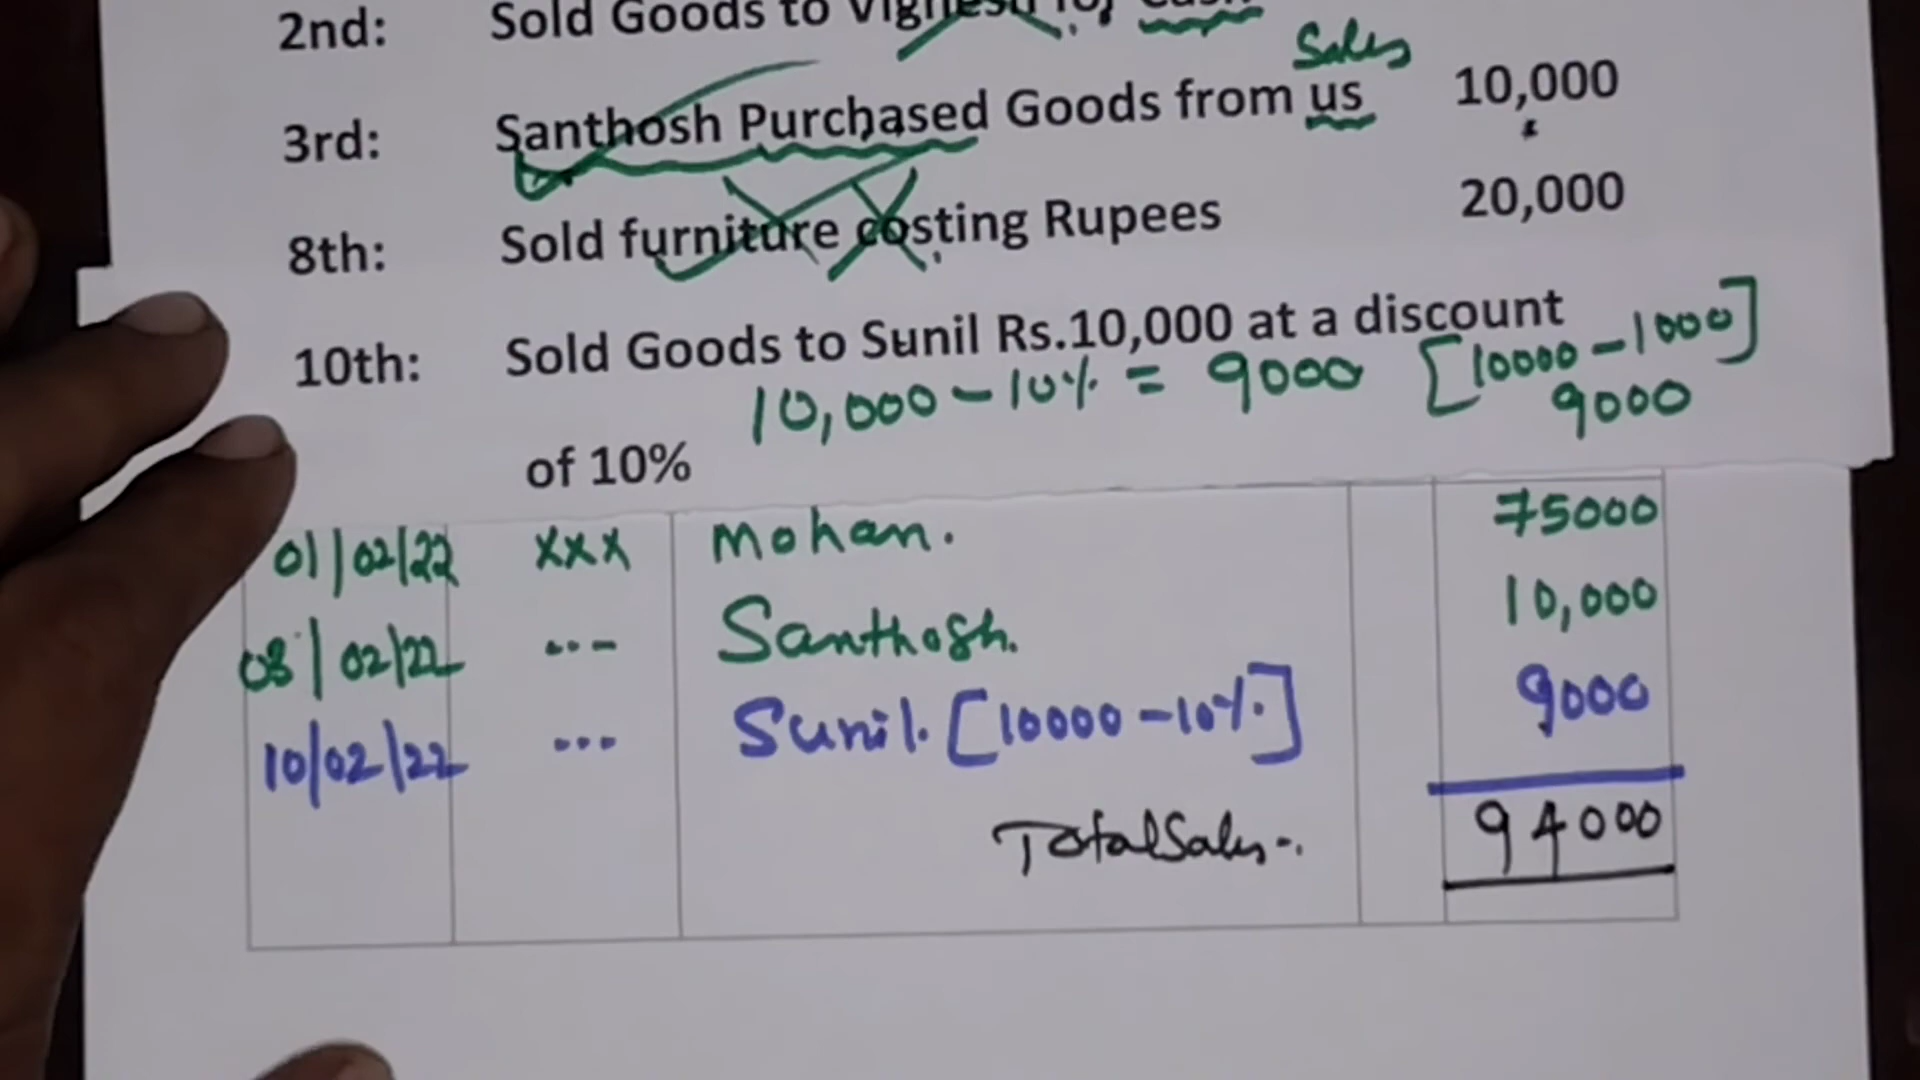 2nd: Sold Goods to Vignesh for Cash
Sales
3rd: Santhosh Purchased Goods from us 10,000
8th: Sold furniture costing Rupees 20,000
10th: Sold Goods to Sunil Rs.10,000 at a discount
10,000 - 10% = 9000 [10000 - 1000]
9000
of 10%
01/02/22 XXX Mohan. 75000
08/02/22 ... Santhosh. 10,000
10/02/22 ... Sunil. [10000 - 10%.] 9000
Total Sales -. 94000